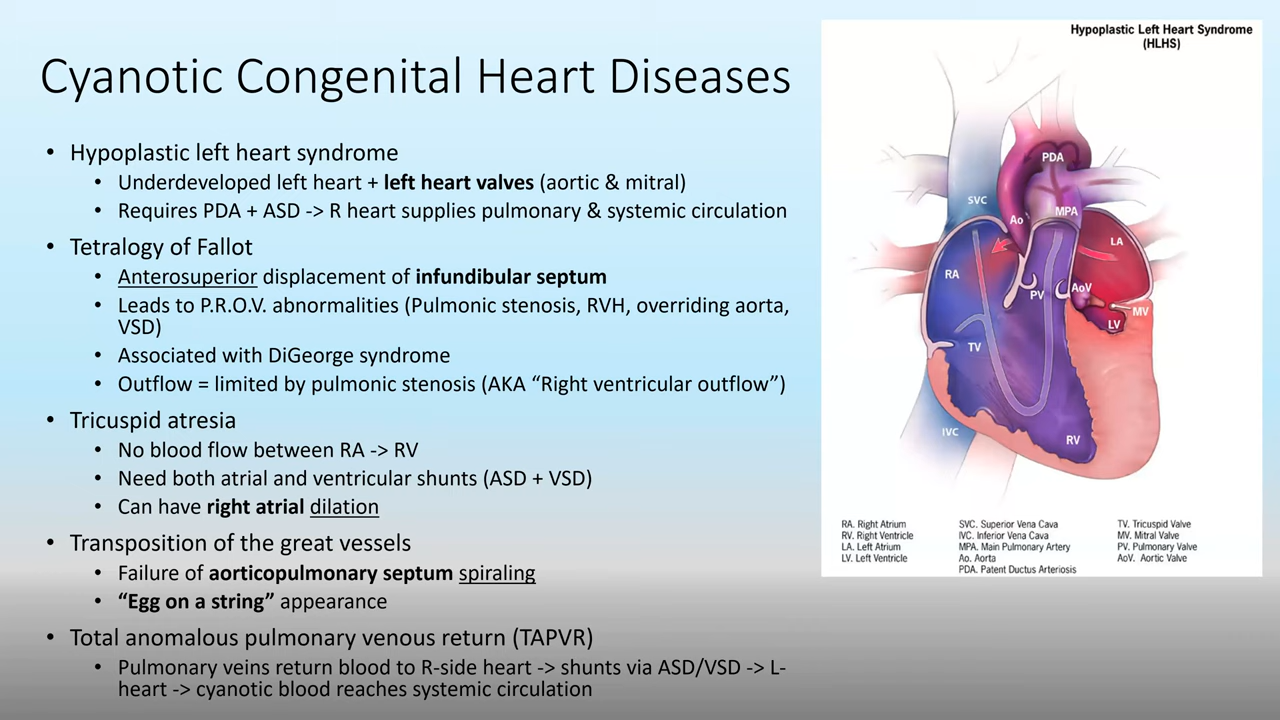 Cyanotic Congenital Heart Diseases
• Hypoplastic left heart syndrome
• Underdeveloped left heart + left heart valves (aortic & mitral)
• Requires PDA + ASD -> R heart supplies pulmonary & systemic circulation
• Tetralogy of Fallot
• Anterosuperior displacement of infundibular septum
• Leads to P.R.O.V. abnormalities (Pulmonic stenosis, RVH, overriding aorta,
VSD)
• Associated with DiGeorge syndrome
• Outflow = limited by pulmonic stenosis (AKA “Right ventricular outflow”)
• Tricuspid atresia
• No blood flow between RA -> RV
• Need both atrial and ventricular shunts (ASD + VSD)
• Can have right atrial dilation
• Transposition of the great vessels
• Failure of aorticopulmonary septum spiraling
• “Egg on a string” appearance
• Total anomalous pulmonary venous return (TAPVR)
• Pulmonary veins return blood to R-side heart -> shunts via ASD/VSD -> L-
heart -> cyanotic blood reaches systemic circulation
Hypoplastic Left Heart Syndrome
(HLHS)
PDA
SVC
Ao
MPA
LA
RA
PV
AoV
MV
LV
TV
IVC
RV
RA. Right Atrium
RV. Right Ventricle
LA. Left Atrium
LV. Left Ventricle
SVC. Superior Vena Cava
IVC. Inferior Vena Cava
MPA. Main Pulmonary Artery
Ao. Aorta
PDA. Patent Ductus Arteriosis
TV. Tricuspid Valve
MV. Mitral Valve
PV. Pulmonary Valve
AoV. Aortic Valve